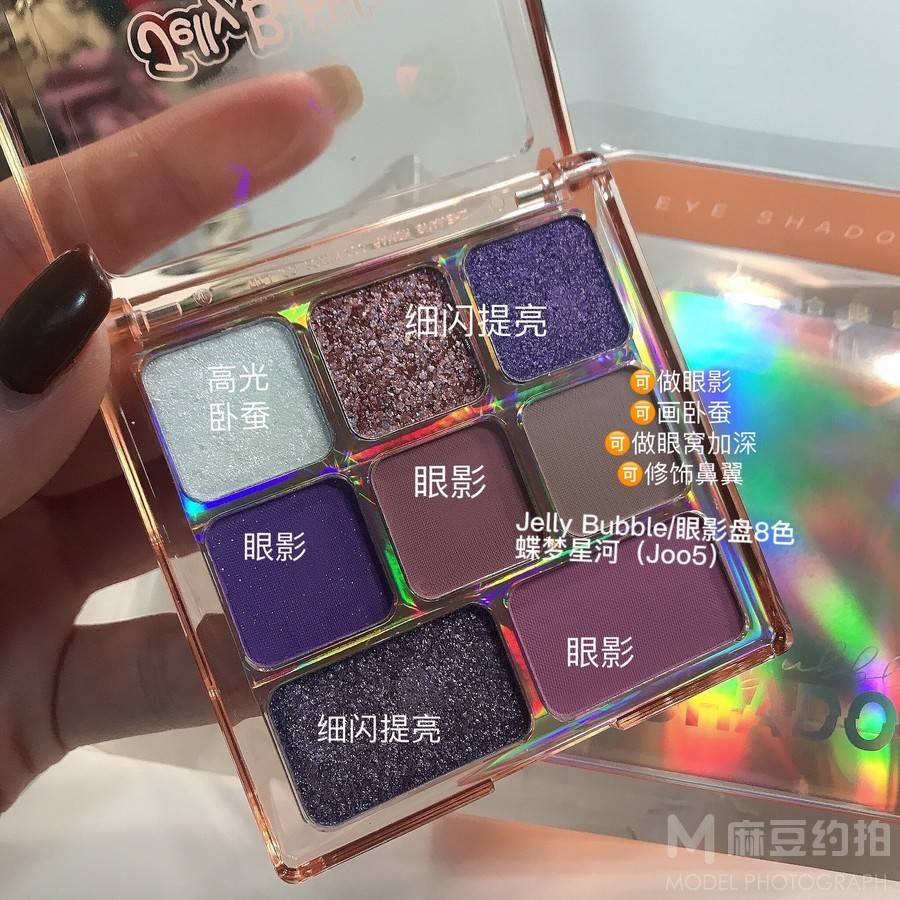 Jelly
EYE SHADO
细闪提亮
高光
卧蚕
可做眼影
可画卧蚕
可做眼窝加深
可修饰鼻翼
眼影
眼影
Jelly Bubble/眼影盘8色
蝶梦星河（Joo5）
眼影
细闪提亮
HADO
M 麻豆约拍
MODEL PHOTOGRAPH